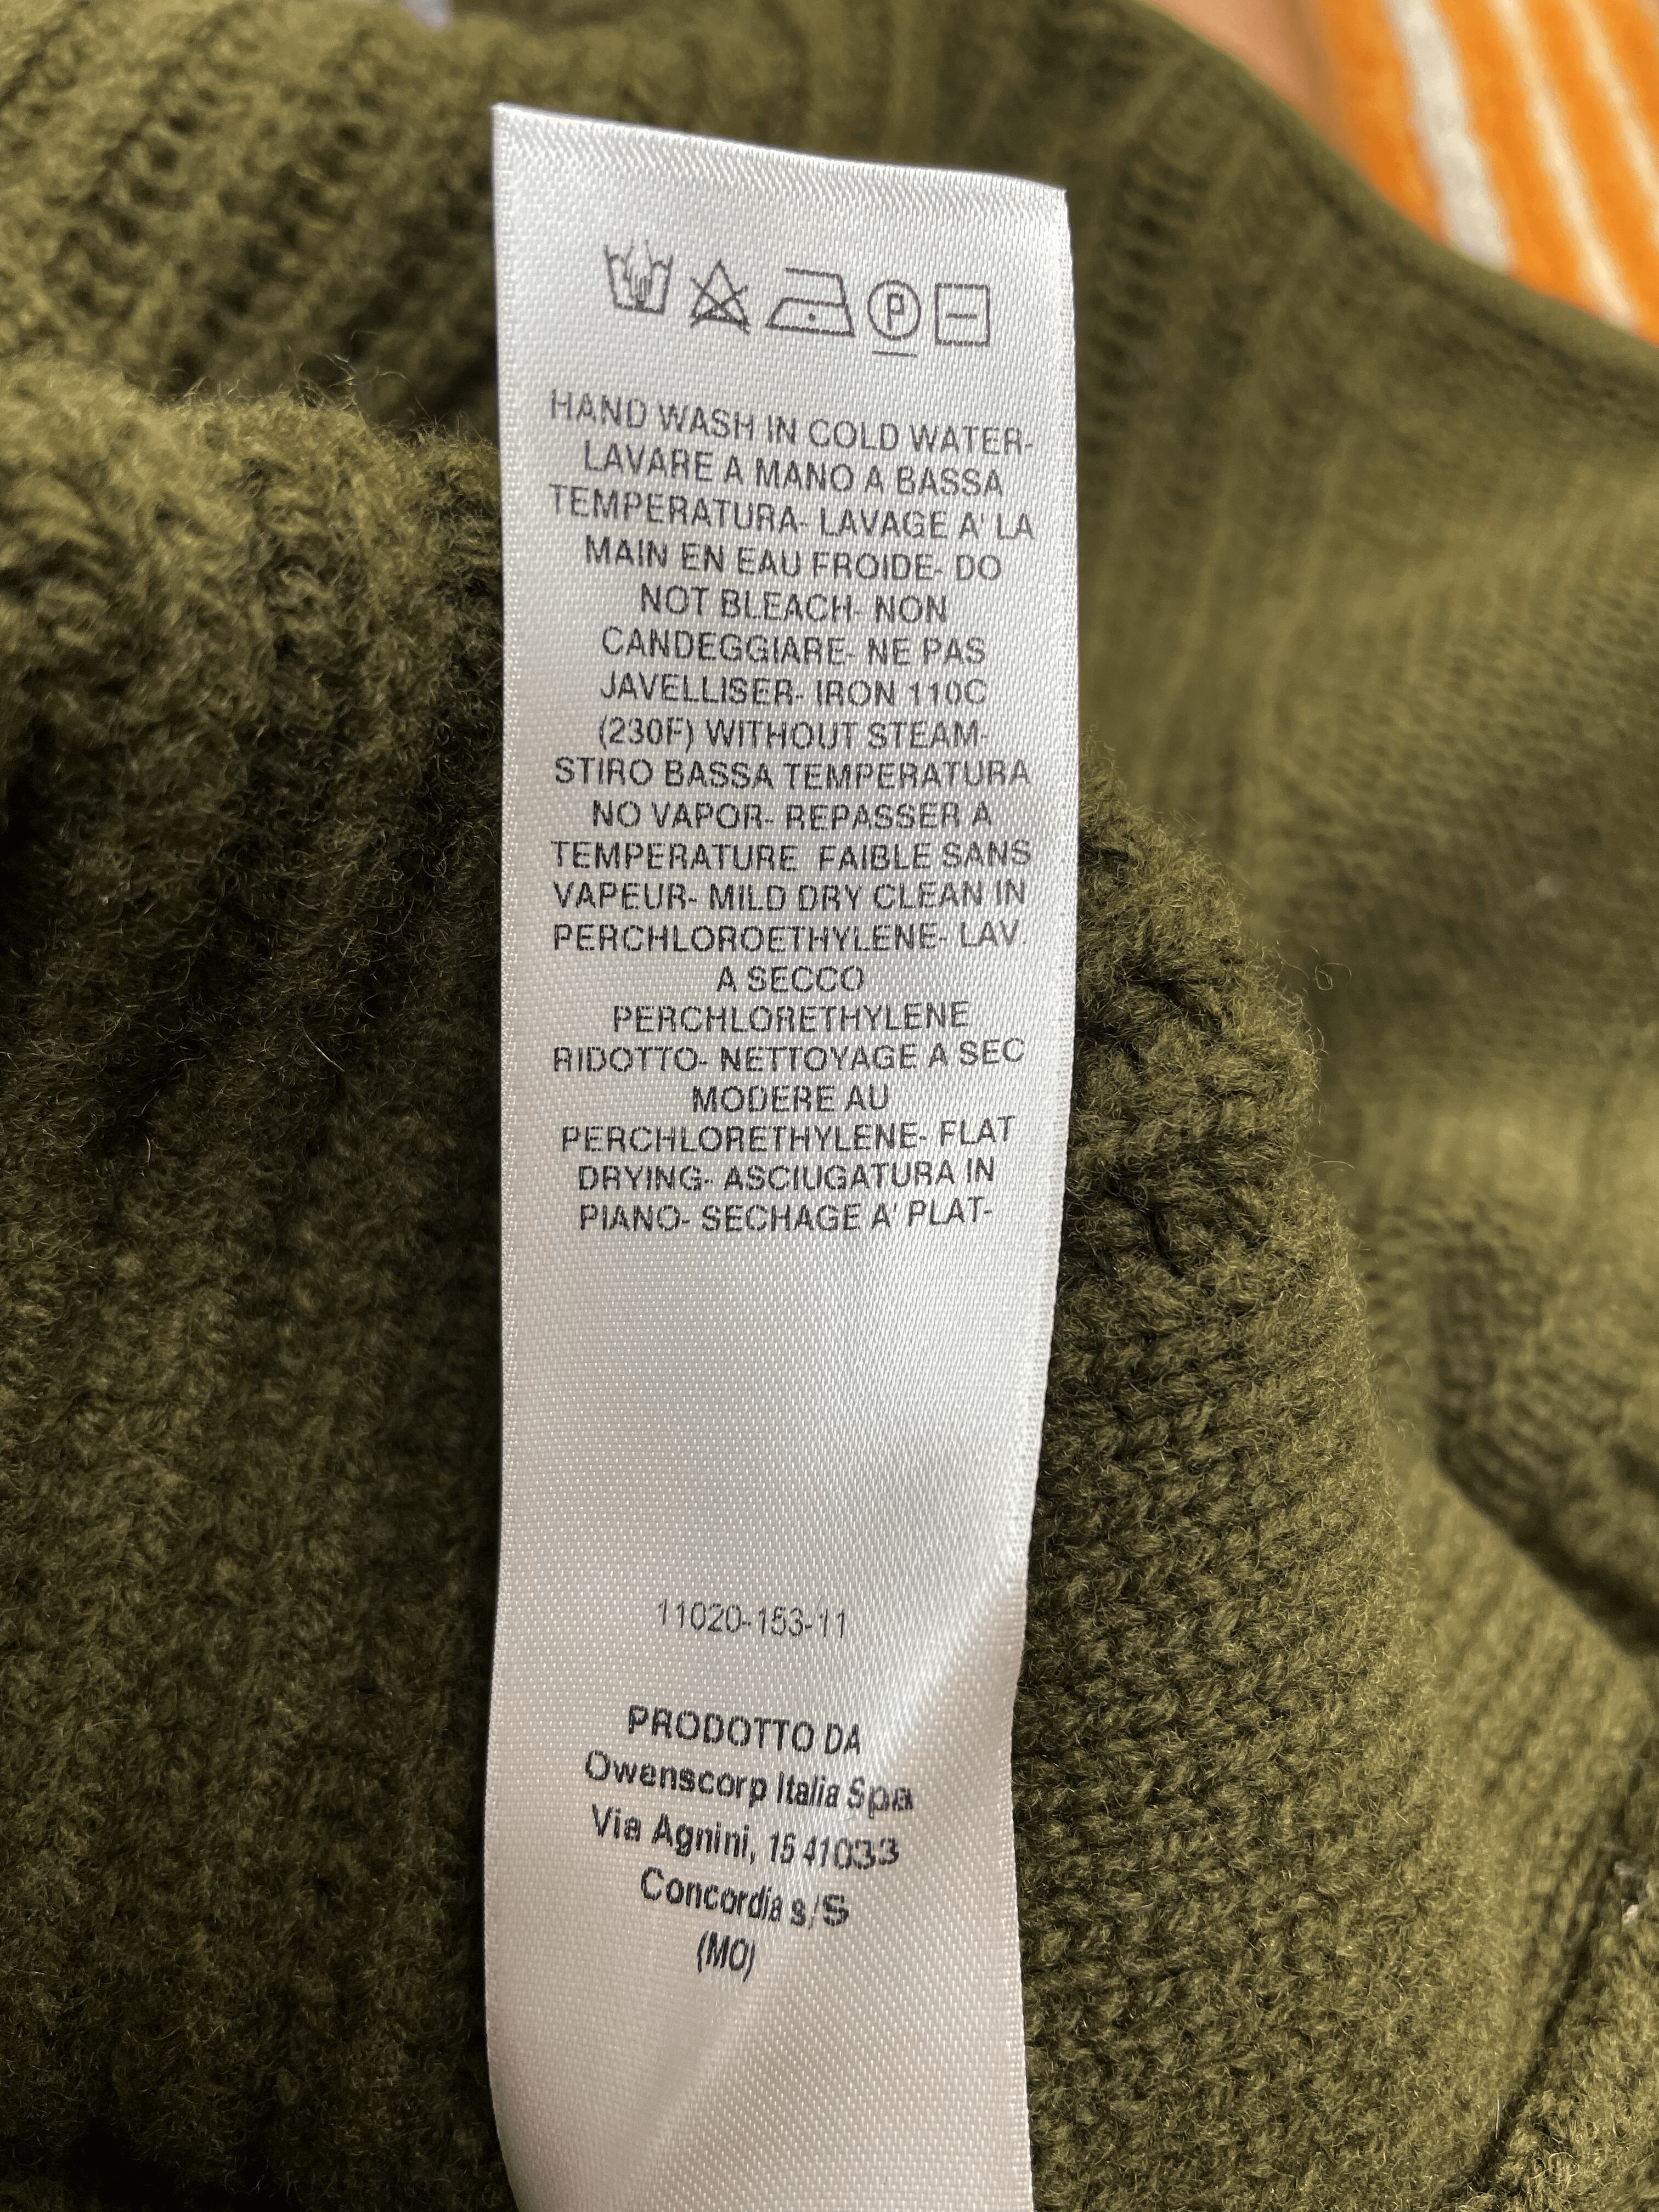 P
HAND WASH IN COLD WATER-
LAVARE A MANO A BASSA
TEMPERATURA- LAVAGE A' LA
MAIN EN EAU FROIDE- DO
NOT BLEACH- NON
CANDEGGIARE- NE PAS
JAVELLISER- IRON 110C
(230F) WITHOUT STEAM-
STIRO BASSA TEMPERATURA
NO VAPOR- REPASSER A
TEMPERATURE FAIBLE SANS
VAPEUR- MILD DRY CLEAN IN
PERCHLOROETHYLENE- LAV.
A SECCO
PERCHLORETHYLENE
RIDOTTO- NETTOYAGE A SEC
MODERE AU
PERCHLORETHYLENE- FLAT
DRYING- ASCIUGATURA IN
PIANO- SECHAGE A' PLAT-
11020-153-11
PRODOTTO DA
Owenscorp Italia Spa
Via Agnini, 15 41033
Concordia s/S
(MO)